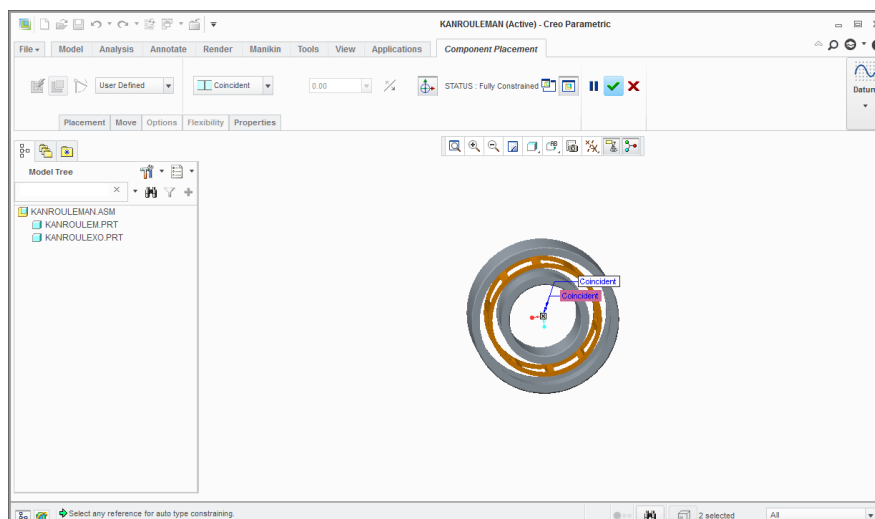 KANROULEMAN (Active) - Creo Parametric
File Model Analysis Annotate Render Manikin Tools View Applications Component Placement
User Defined Coincident 0.00 STATUS : Fully Constrained
Datum
Placement Move Options Flexibility Properties
Model Tree
KANROULEMAN.ASM
KANROULEM.PRT
KANROULEXO.PRT
Coincident
Coincident
Select any reference for auto type constraining. 2 selected All